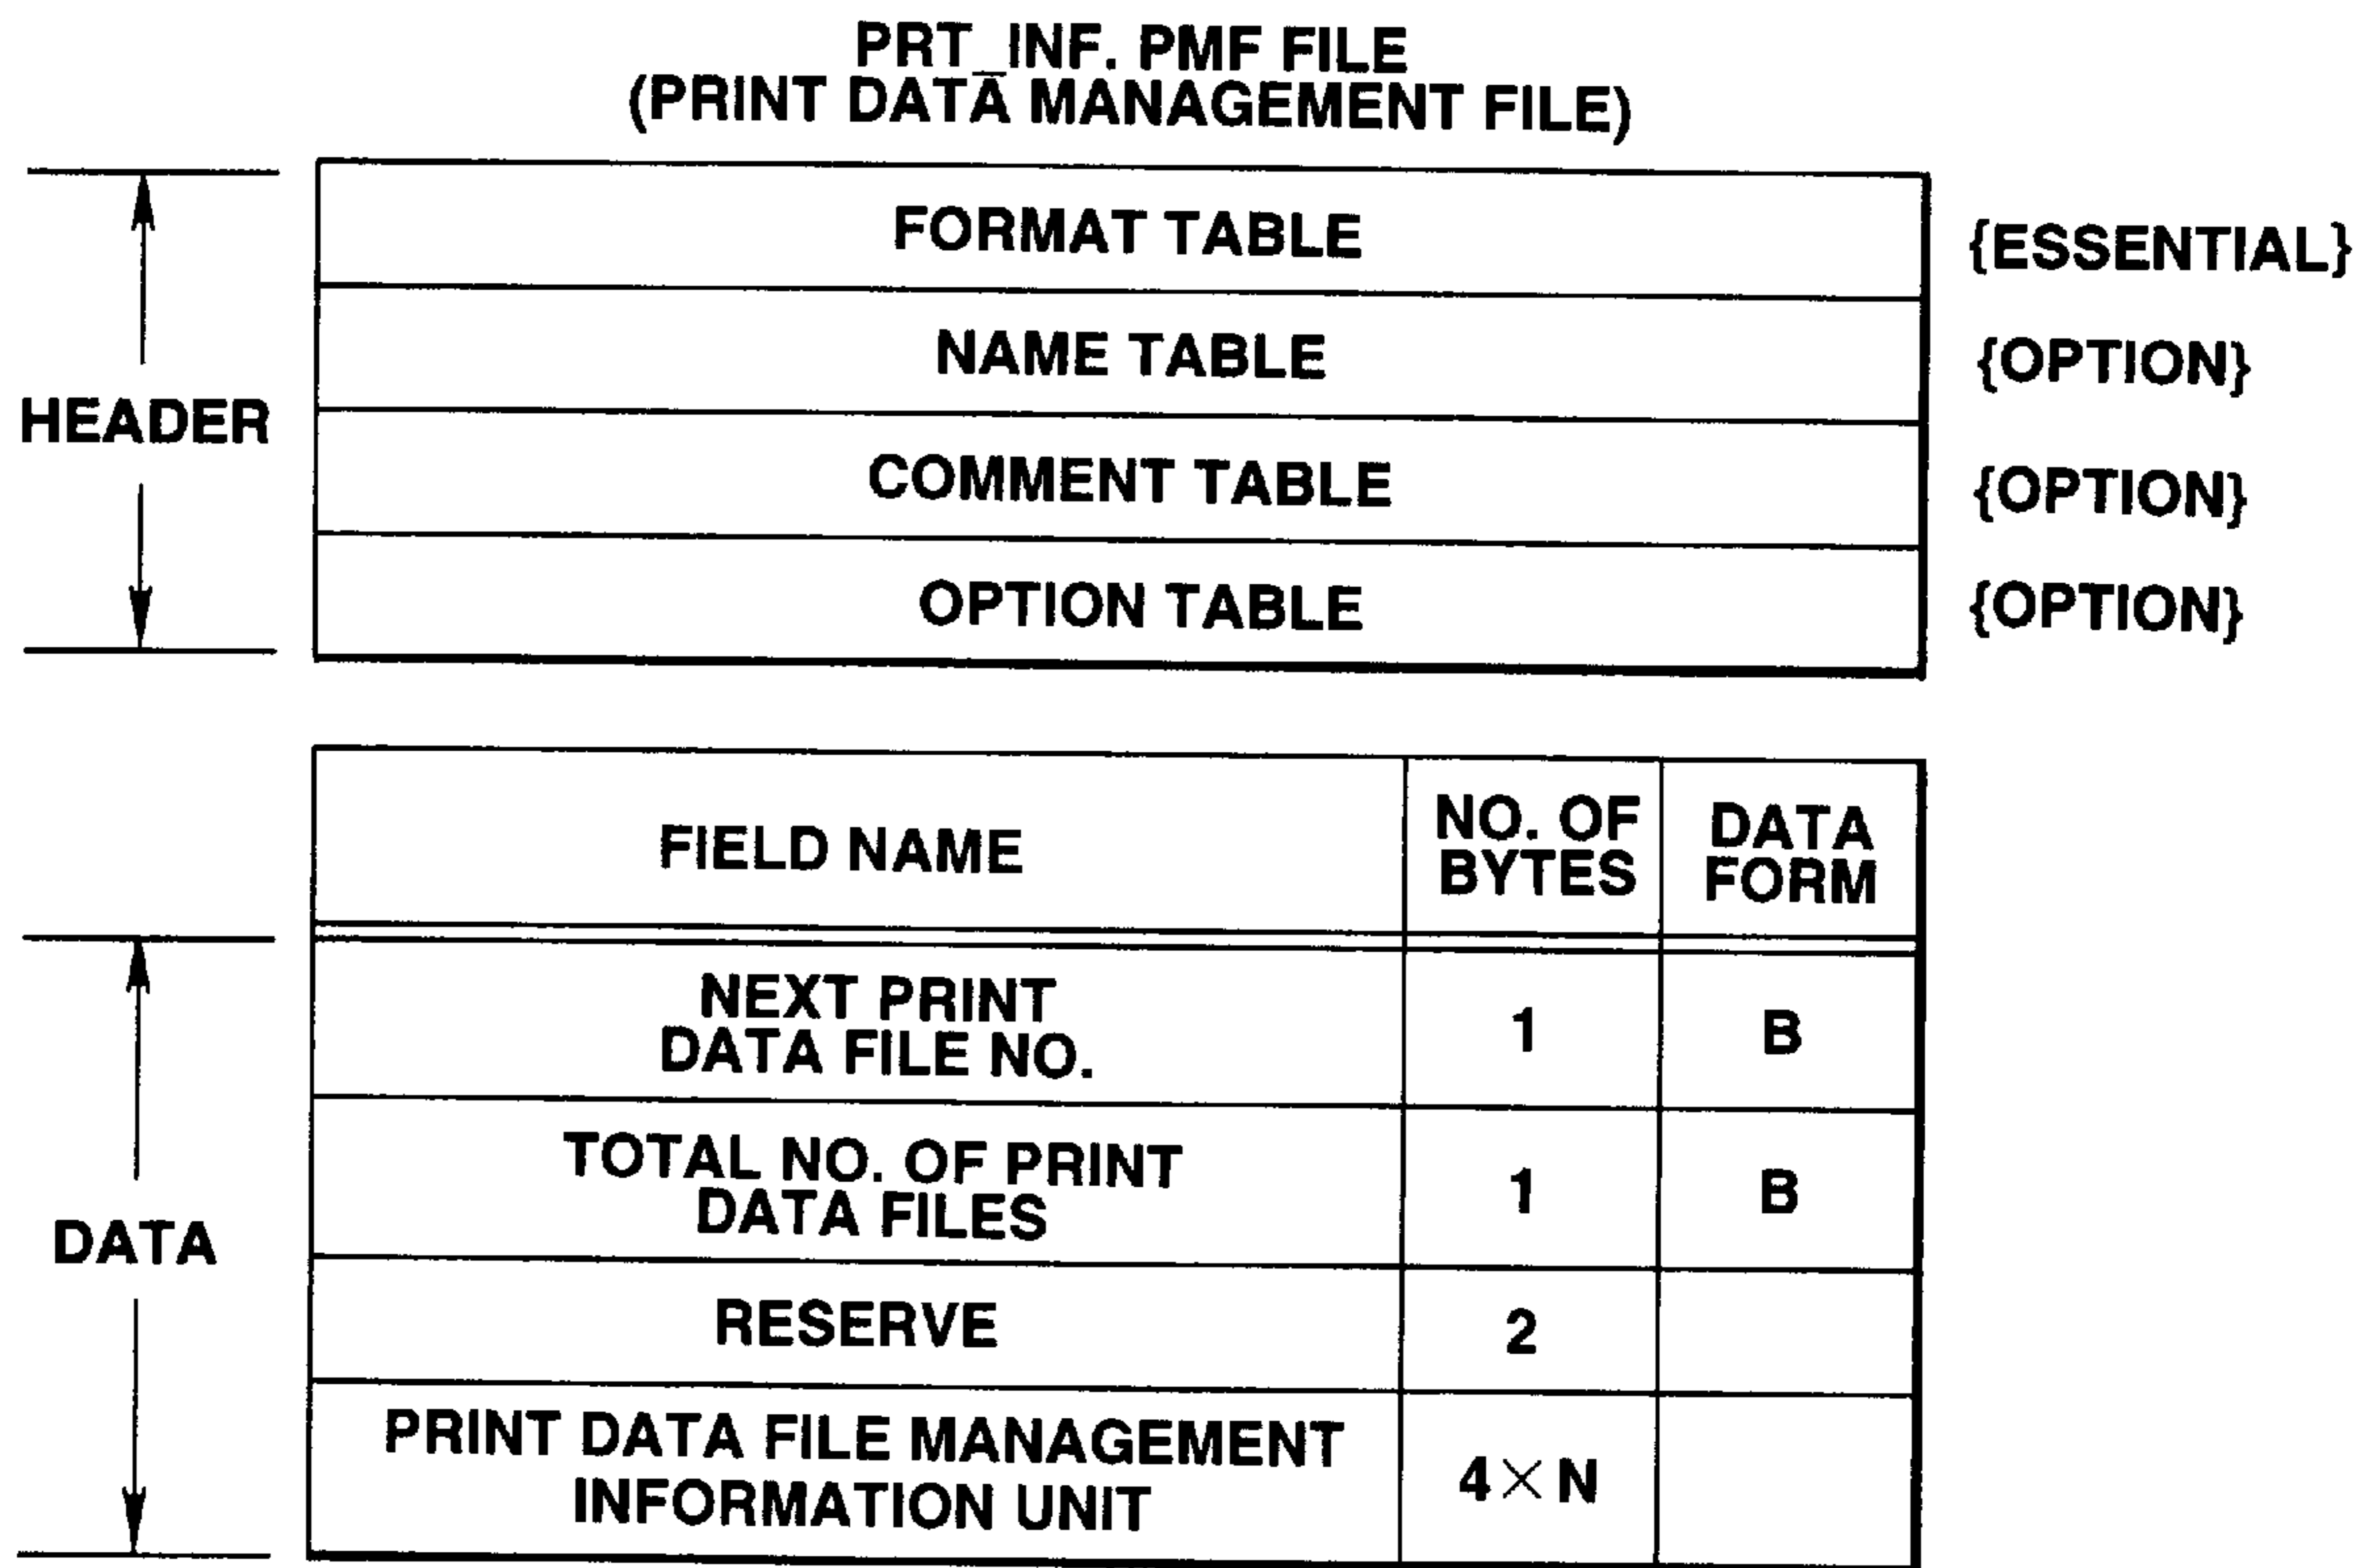 PRT_INF. PMF FILE
(PRINT DATA MANAGEMENT FILE)
HEADER
FORMAT TABLE {ESSENTIAL}
NAME TABLE {OPTION}
COMMENT TABLE {OPTION}
OPTION TABLE {OPTION}
FIELD NAME
NO. OF
BYTES
DATA
FORM
DATA
NEXT PRINT
DATA FILE NO.
1
B
TOTAL NO. OF PRINT
DATA FILES
1
B
RESERVE
2
PRINT DATA FILE MANAGEMENT
INFORMATION UNIT
4×N